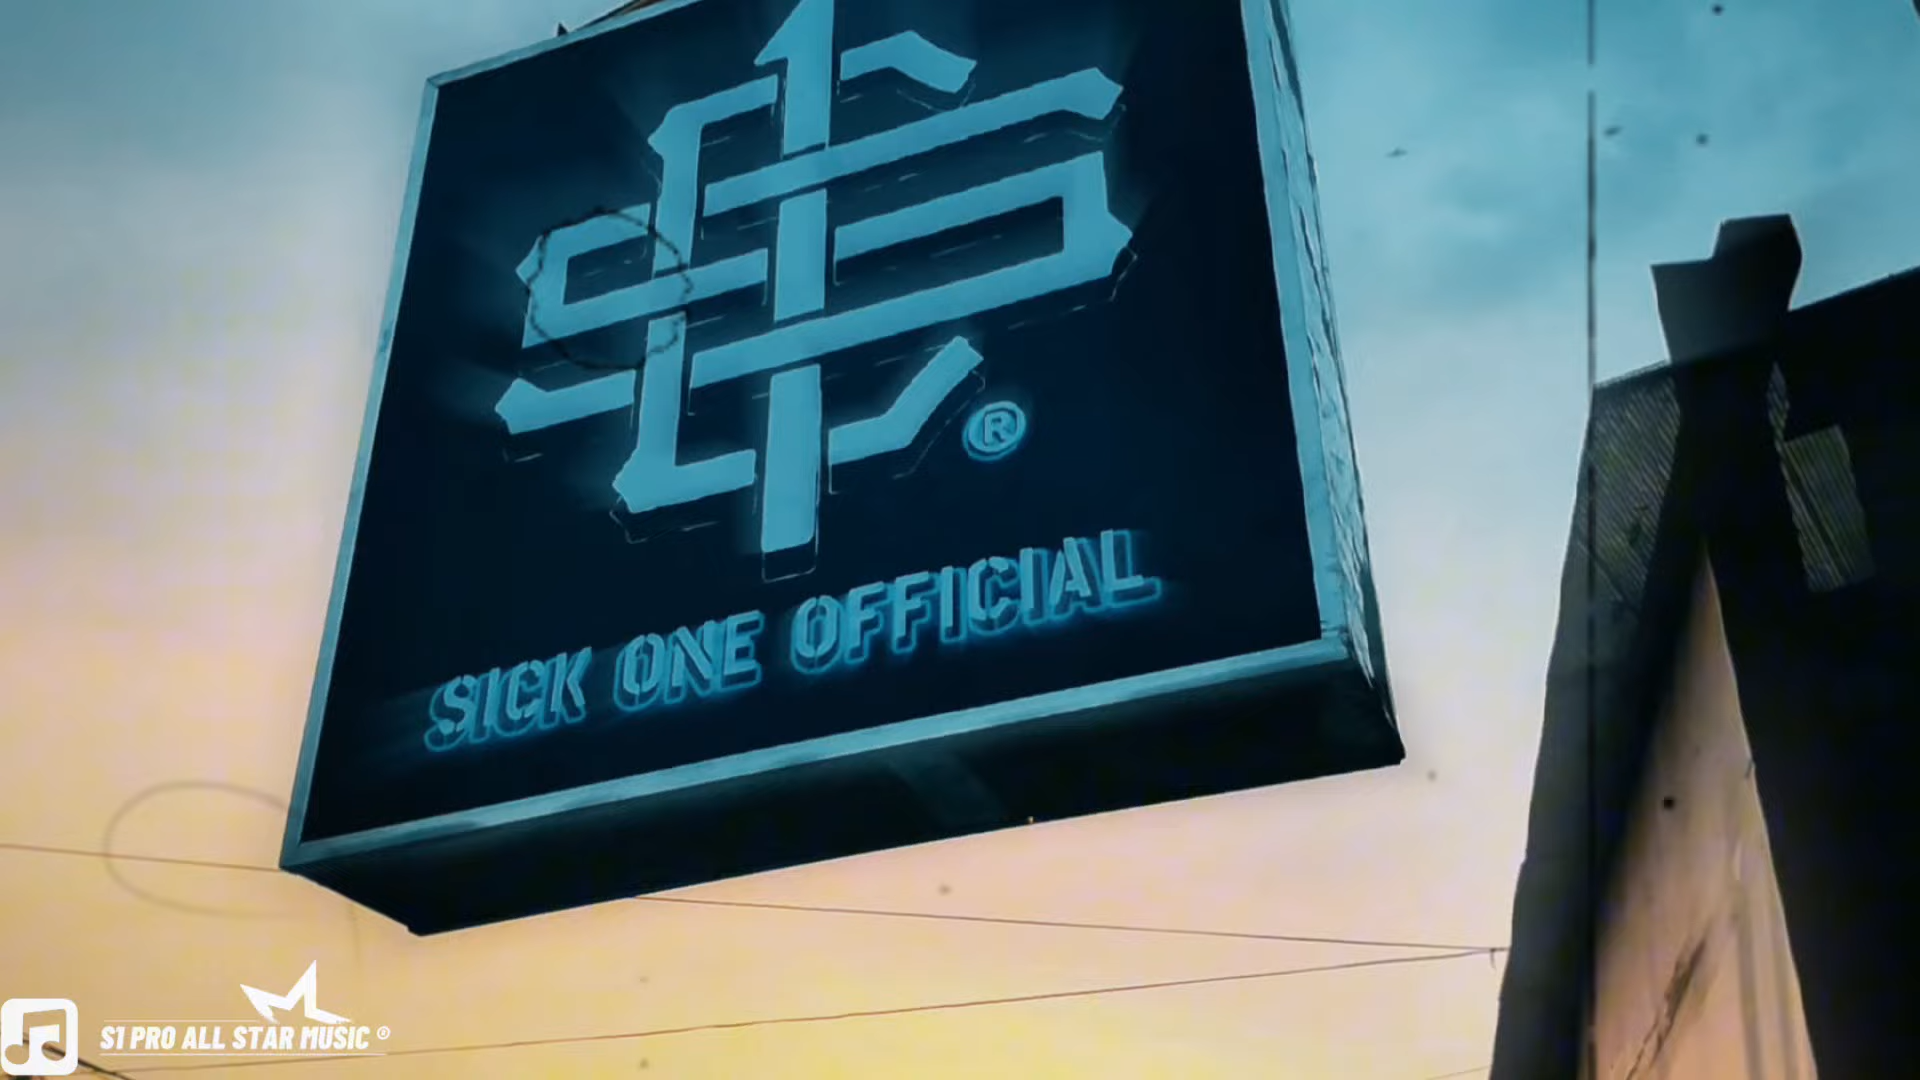 ®
SICK ONE OFFICIAL
S1 PRO ALL STAR MUSIC ®